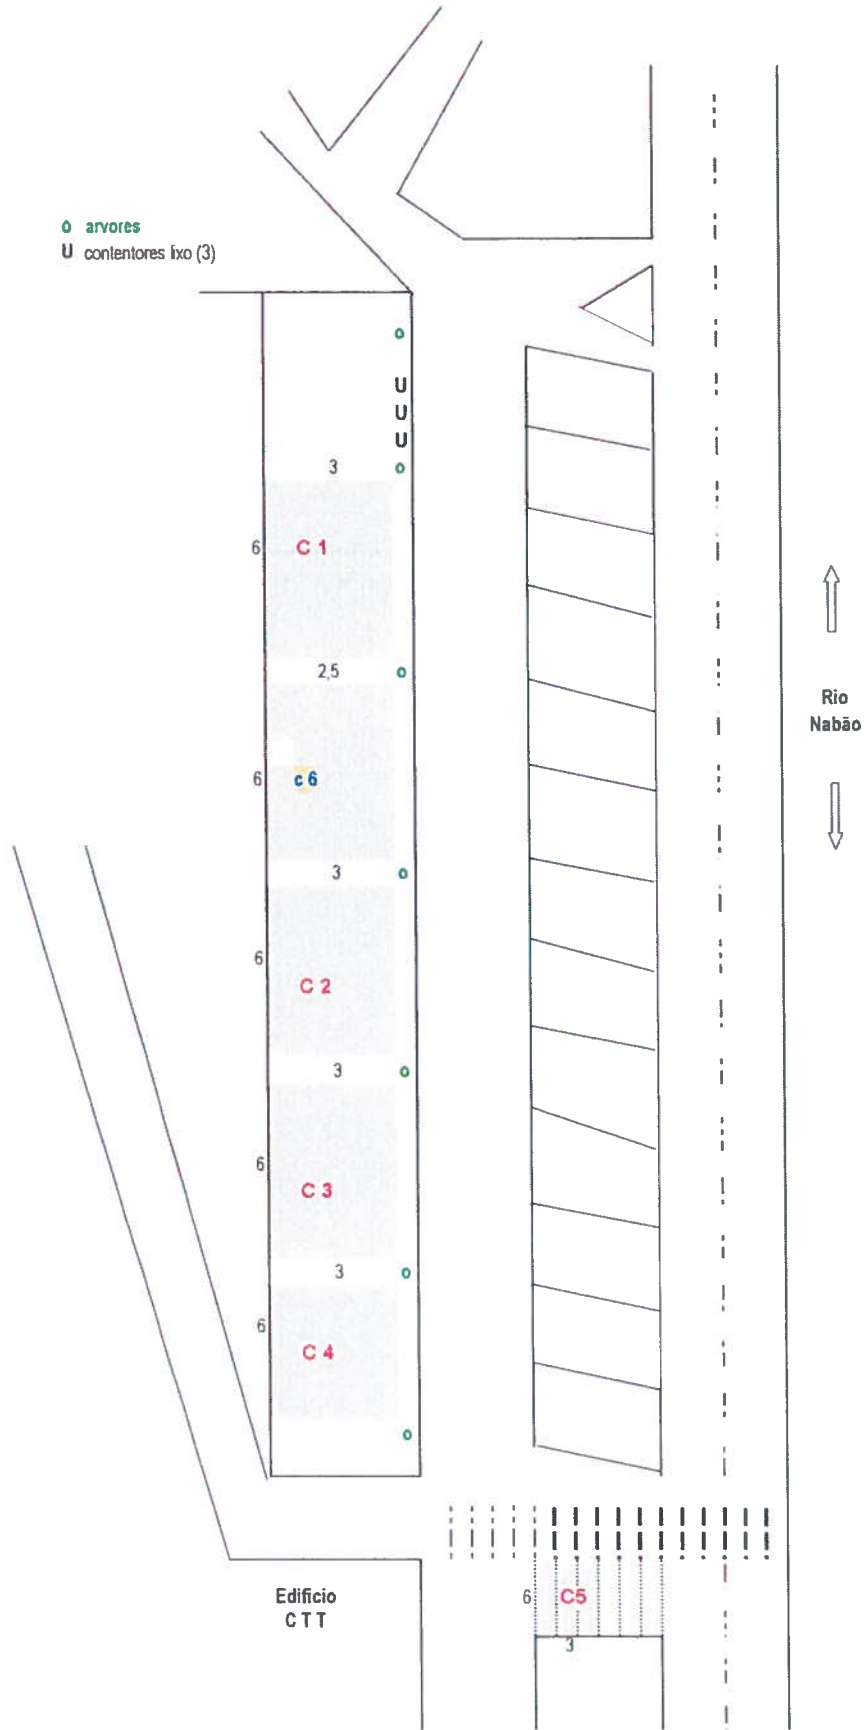 o arvores
U contentores lixo (3)
o
U
U
U
3 o
6 C 1
2,5 o
Rio
Nabão
6 c 6
3 o
6
C 2
3 o
6
C 3
3 o
6
C 4
o
Edificio
C T T
6 C5
3